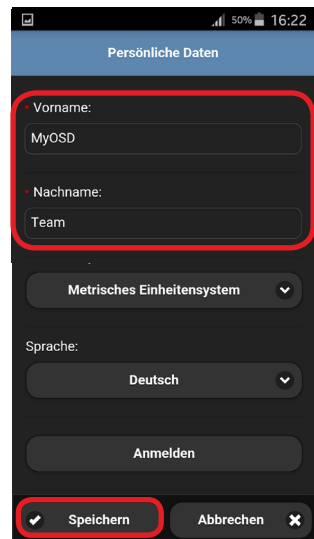 50% 16:22
Persönliche Daten
* Vorname:
MyOSD
* Nachname:
Team
Metrisches Einheitensystem
Sprache:
Deutsch
Anmelden
Speichern Abbrechen